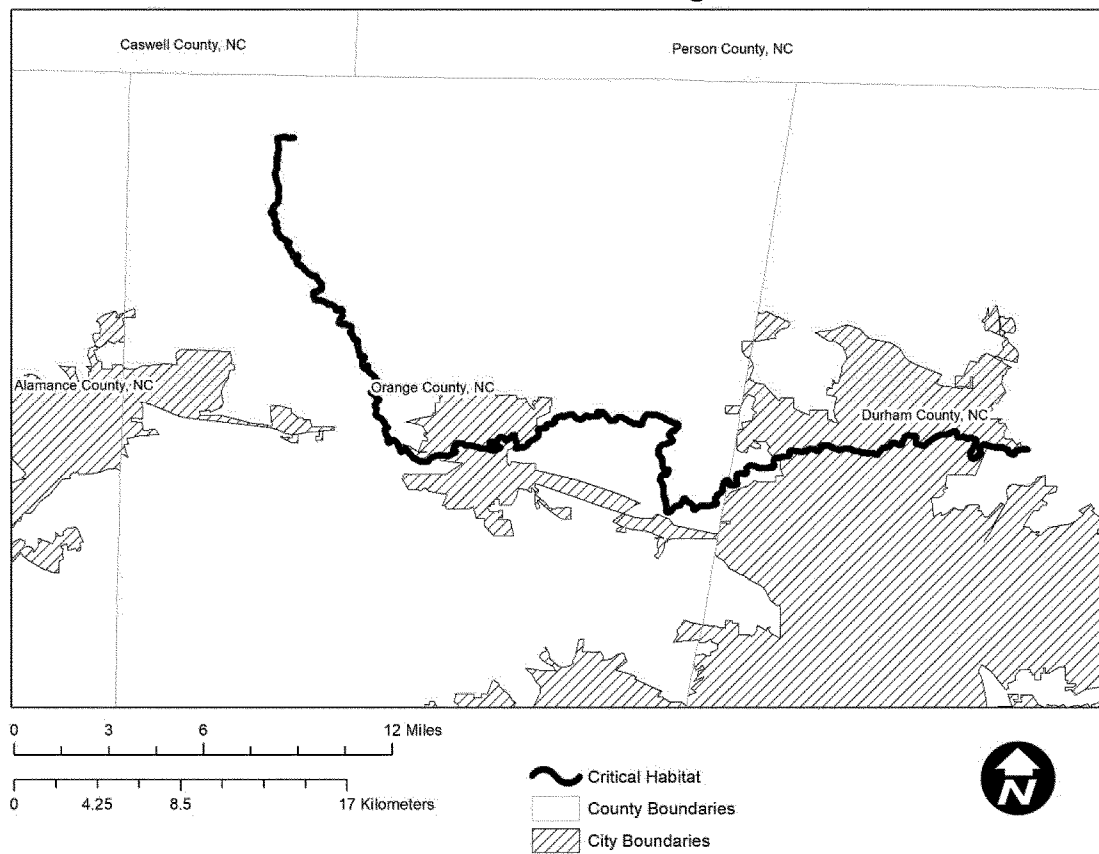 Caswell County, NC
Person County, NC
Alamance County, NC
Orange County, NC
Durham County, NC
0 3 6 12 Miles
0 4.25 8.5 17 Kilometers
Critical Habitat
County Boundaries
City Boundaries
N